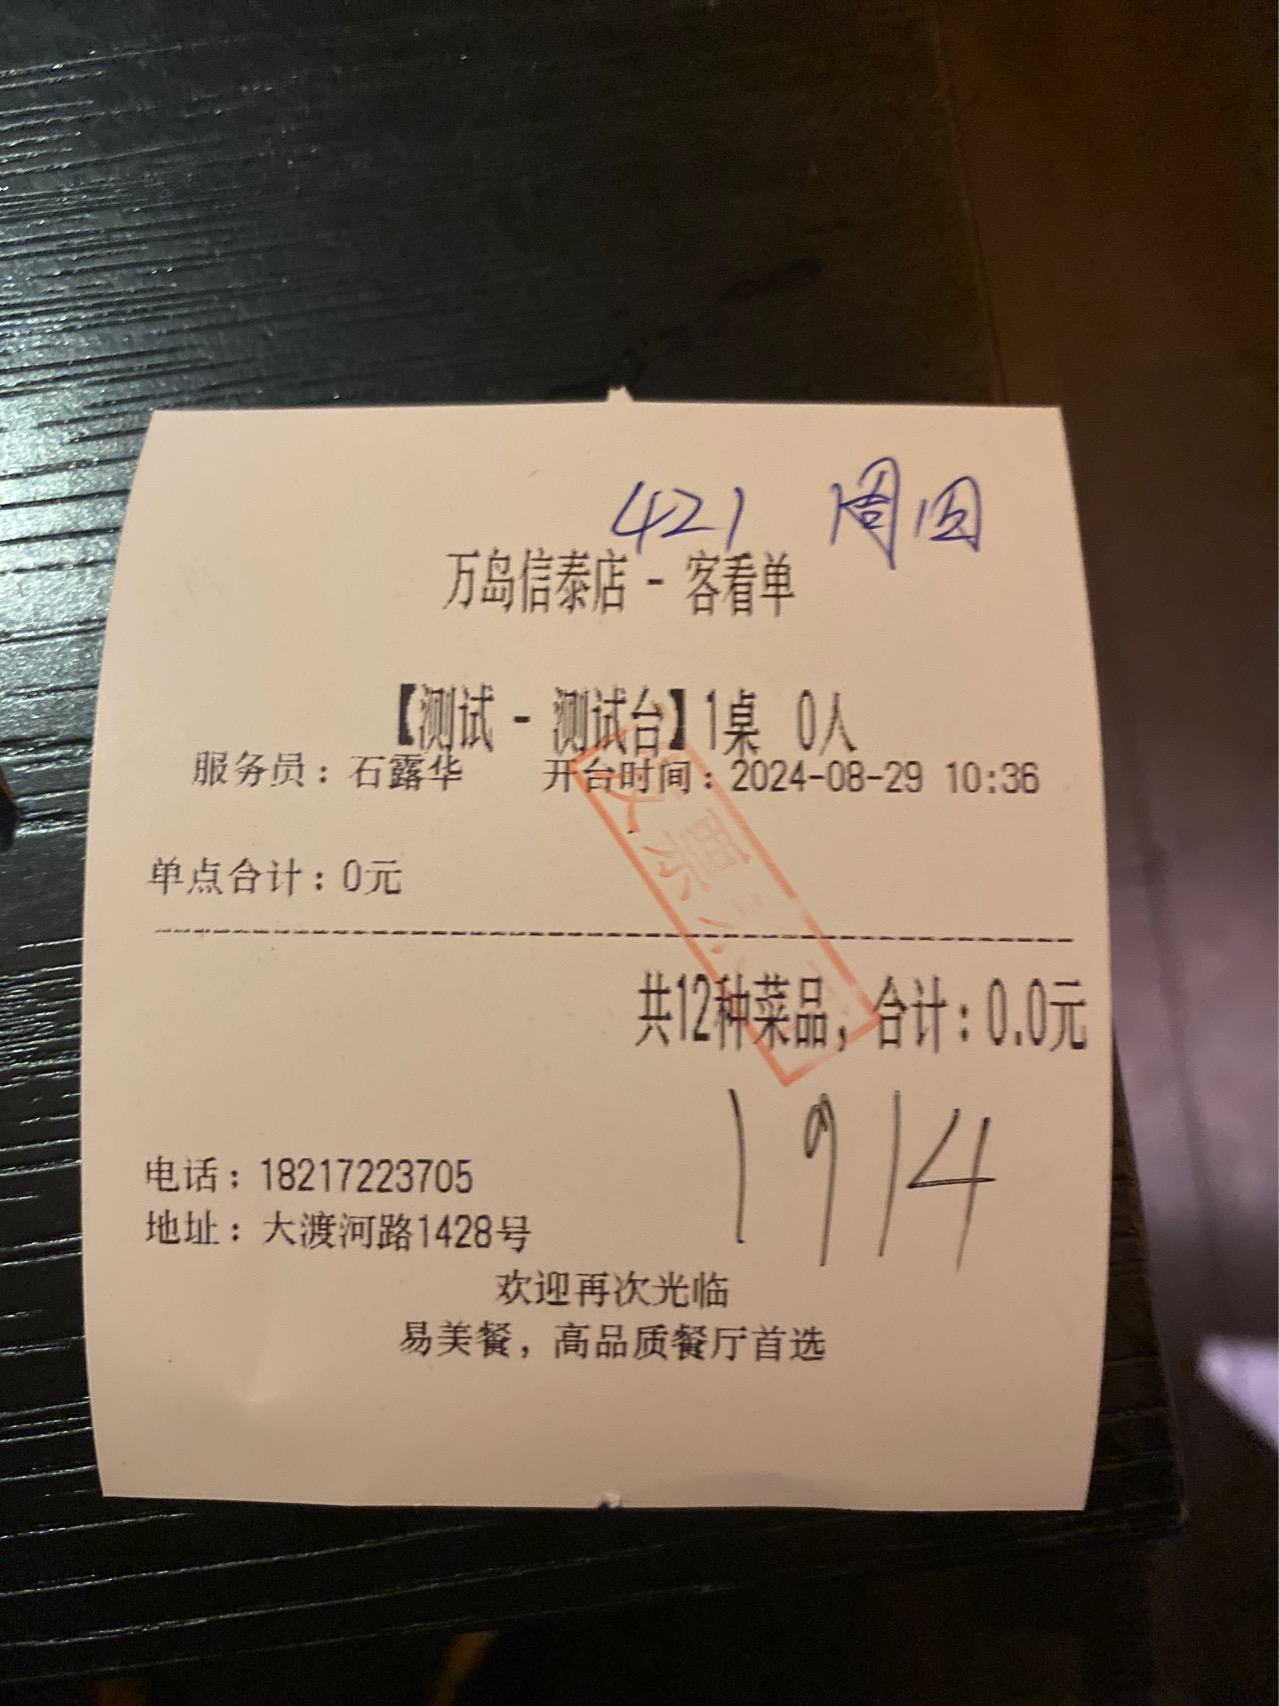 421 周圆
万岛信泰店 - 客看单
【测试 - 测试台】1桌 0人
服务员：石露华 开台时间：2024-08-29 10:36
单点合计：0元
共12种菜品，合计：0.0元
1914
电话：18217223705
地址：大渡河路1428号
欢迎再次光临
易美餐，高品质餐厅首选